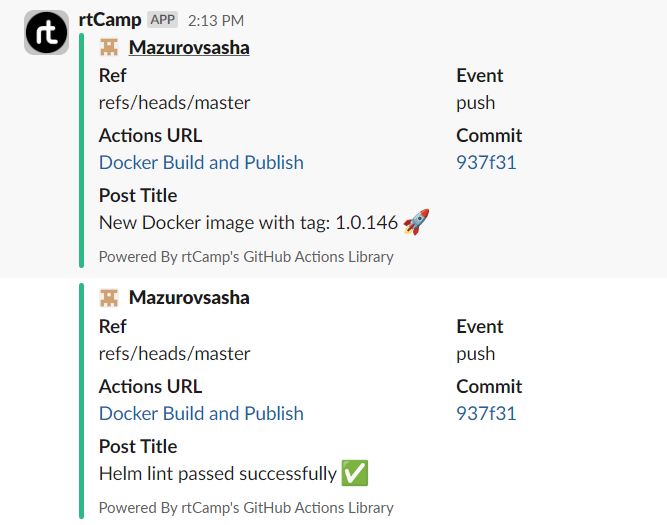 rt
rtCamp APP 2:13 PM
Mazurovsasha
Ref Event
refs/heads/master push
Actions URL Commit
Docker Build and Publish 937f31
Post Title
New Docker image with tag: 1.0.146 🚀
Powered By rtCamp's GitHub Actions Library
Mazurovsasha
Ref Event
refs/heads/master push
Actions URL Commit
Docker Build and Publish 937f31
Post Title
Helm lint passed successfully ✅
Powered By rtCamp's GitHub Actions Library